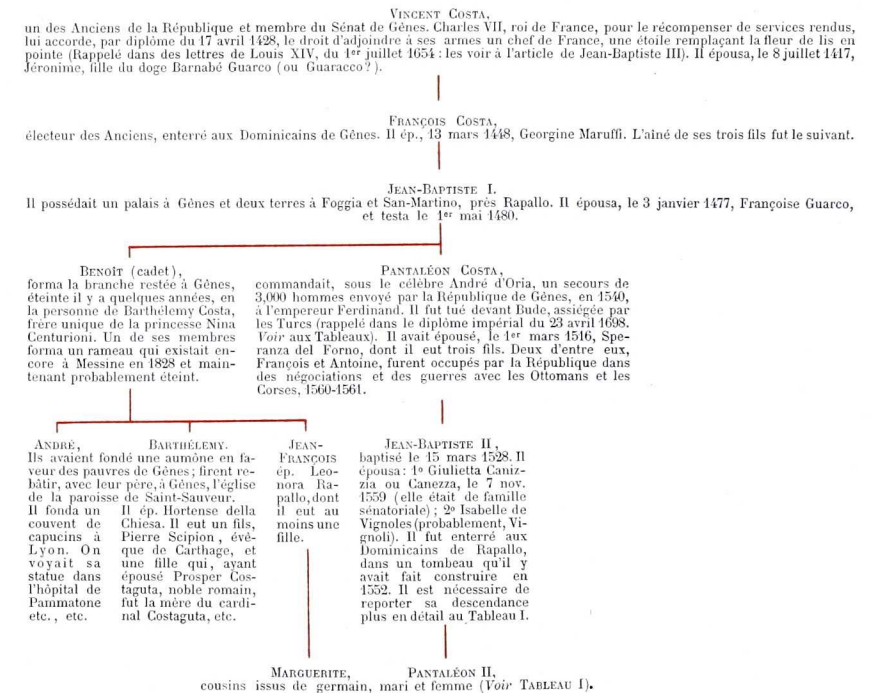 VINCENT COSTA,
un des Anciens de la République et membre du Sénat de Gênes. Charles VII, roi de France, pour le récompenser de services rendus,
lui accorde, par diplôme du 17 avril 1428, le droit d'adjoindre à ses armes un chef de France, une étoile remplaçant la fleur de lis en
pointe (Rappelé dans des lettres de Louis XIV, du 1er juillet 1654 : les voir à l'article de Jean-Baptiste III). Il épousa, le 8 juillet 1417,
Jéronime, fille du doge Barnabé Guarco (ou Guaracco ?).
FRANÇOIS COSTA,
électeur des Anciens, enterré aux Dominicains de Gênes. Il ép., 13 mars 1448, Georgine Maruffi. L'aîné de ses trois fils fut le suivant.
JEAN-BAPTISTE I.
Il possédait un palais à Gênes et deux terres à Foggia et San-Martino, près Rapallo. Il épousa, le 3 janvier 1477, Françoise Guarco,
et testa le 1er mai 1480.
BENOÎT (cadet),
forma la branche restée à Gênes,
éteinte il y a quelques années, en
la personne de Barthélemy Costa,
frère unique de la princesse Nina
Centurioni. Un de ses membres
forma un rameau qui existait en-
core à Messine en 1828 et main-
tenant probablement éteint.
PANTALÉON COSTA,
commandait, sous le célèbre André d'Oria, un secours de
3,000 hommes envoyé par la République de Gênes, en 1540,
à l'empereur Ferdinand. Il fut tué devant Bude, assiégée par
les Turcs (rappelé dans le diplôme impérial du 23 avril 1698.
Voir aux Tableaux). Il avait épousé, le 1er mars 1516, Spe-
ranza del Forno, dont il eut trois fils. Deux d'entre eux,
François et Antoine, furent occupés par la République dans
des négociations et des guerres avec les Ottomans et les
Corses, 1560-1561.
ANDRÉ, BARTHÉLEMY.
Ils avaient fondé une aumône en fa-
veur des pauvres de Gênes ; firent re-
bâtir, avec leur père, à Gênes, l'église
de la paroisse de Saint-Sauveur.
Il fonda un
couvent de
capucins à
Lyon. On
voyait sa
statue dans
l'hôpital de
Pammatone
etc., etc.
Il ép. Hortense della
Chiesa. Il eut un fils,
Pierre Scipion, évê-
que de Carthage, et
une fille qui, ayant
épousé Prosper Cos-
taguta, noble romain,
fut la mère du cardi-
nal Costaguta, etc.
JEAN-
FRANÇOIS
ép. Leo-
nora Ra-
pallo, dont
il eut au
moins une
fille.
JEAN-BAPTISTE II,
baptisé le 15 mars 1528. Il
épousa : 1o Giulietta Caniz-
zia ou Canezza, le 7 nov.
1559 (elle était de famille
sénatoriale) ; 2o Isabelle de
Vignoles (probablement, Vi-
gnoli). Il fut enterré aux
Dominicains de Rapallo,
dans un tombeau qu'il y
avait fait construire en
1552. Il est nécessaire de
reporter sa descendance
plus en détail au Tableau I.
MARGUERITE, PANTALÉON II,
cousins issus de germain, mari et femme (Voir TABLEAU I).